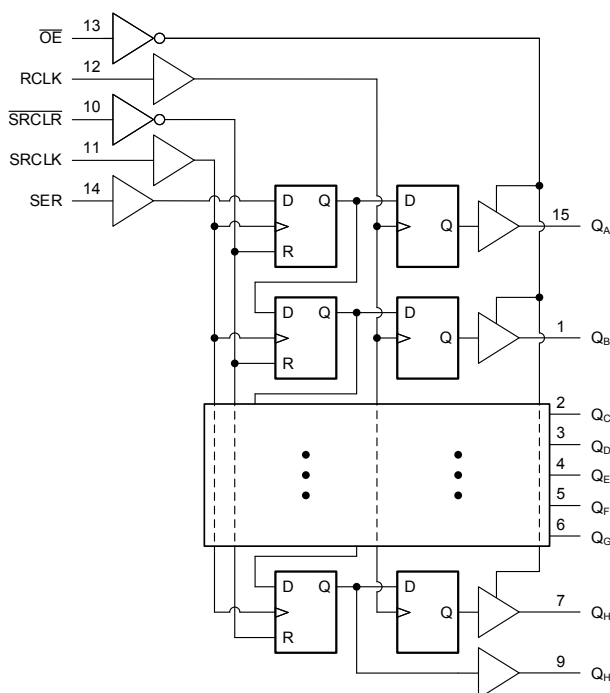 OE 13
RCLK 12
SRCLR 10
SRCLK 11
SER 14
D Q D
Q 15 QA
R
D Q D
Q 1 QB
R
2 QC
3 QD
4 QE
5 QF
6 QG
D Q D
Q 7 QH
R
9 QH